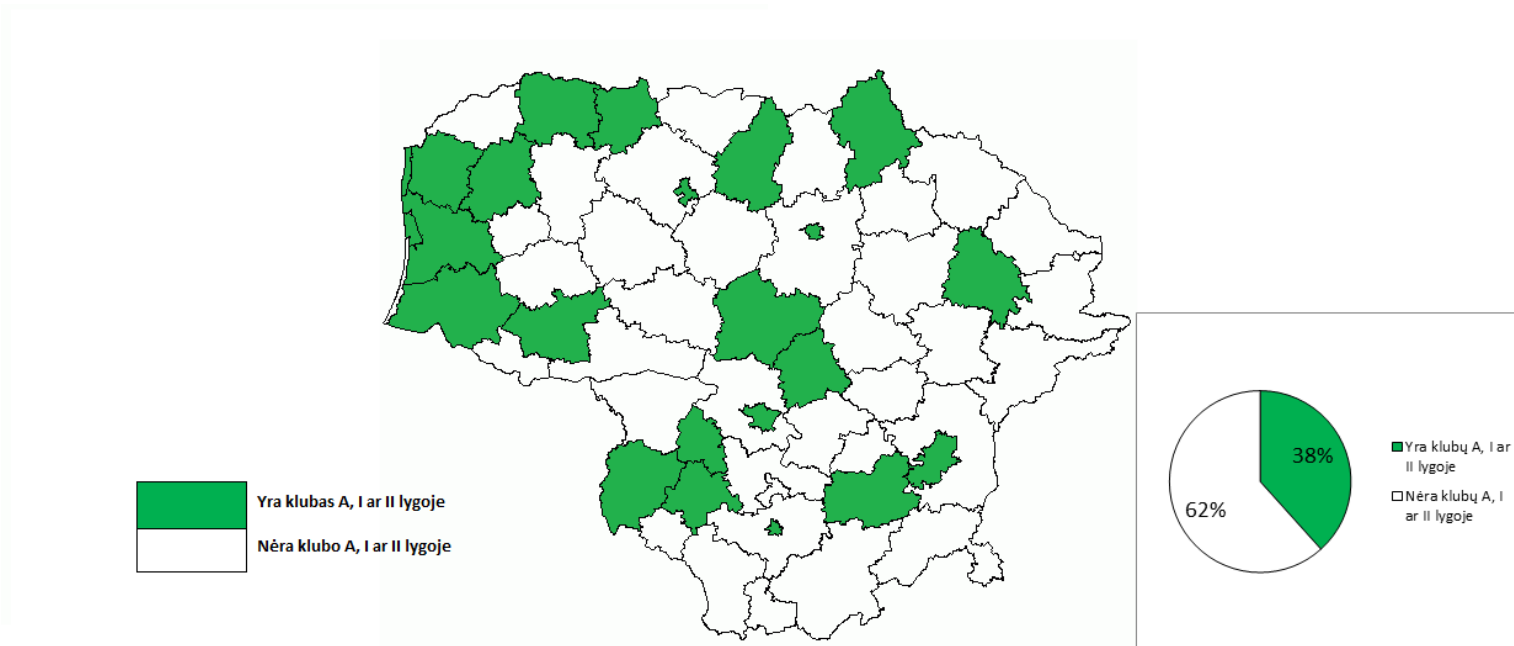 Yra klubas A, I ar II lygoje
Nėra klubo A, I ar II lygoje
38%
62%
Yra klubų A, I ar
II lygoje
Nėra klubų A, I
ar II lygoje